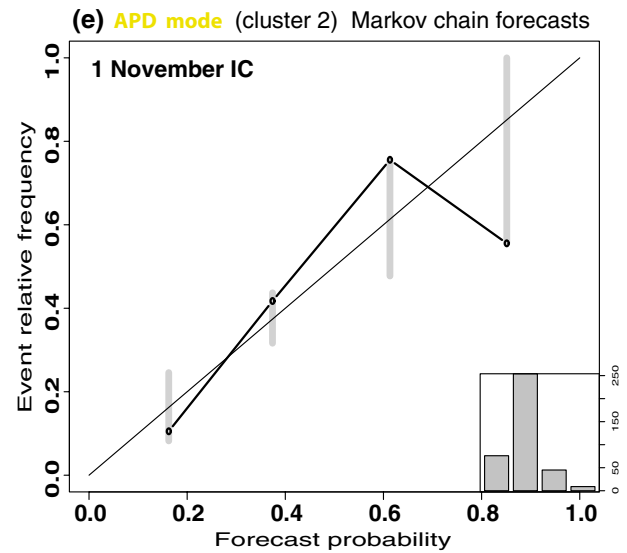 (e) APD mode (cluster 2) Markov chain forecasts
1 November IC
Event relative frequency
1.0
0.8
0.6
0.4
0.2
0.0
250
150
50
0
0.0 0.2 0.4 0.6 0.8 1.0
Forecast probability